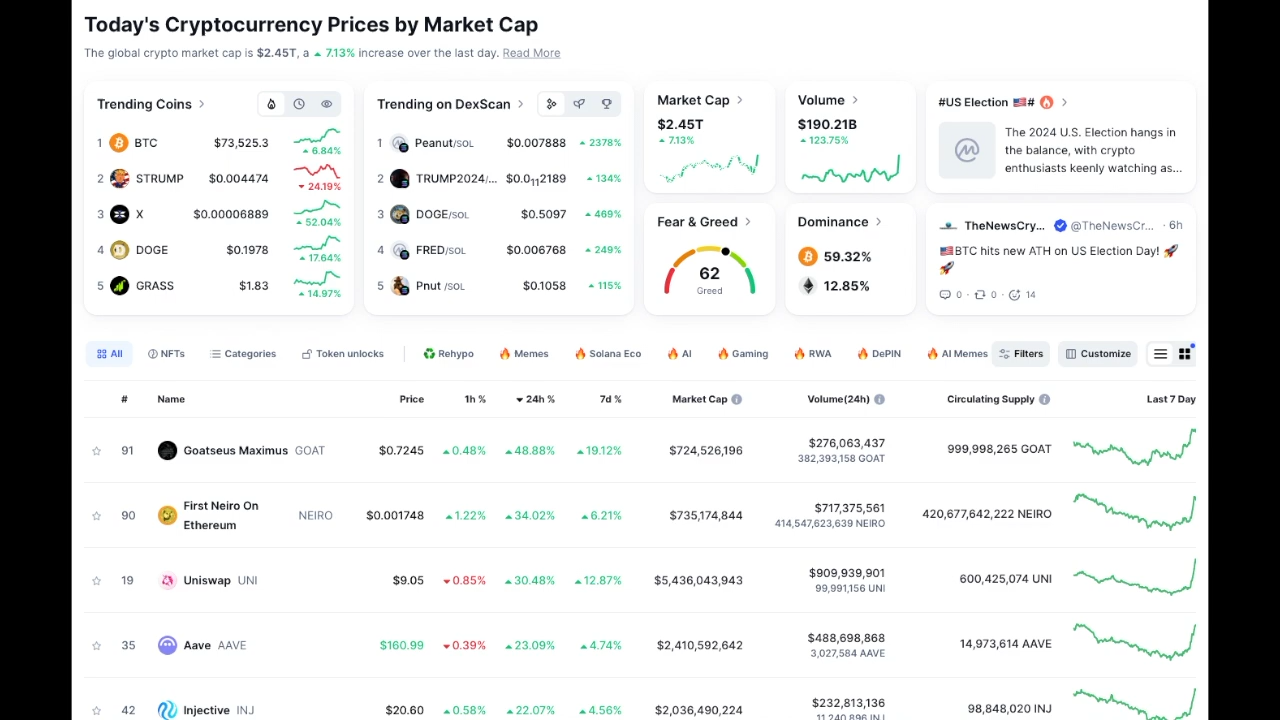 Today's Cryptocurrency Prices by Market Cap
The global crypto market cap is $2.45T, a ▲ 7.13% increase over the last day. Read More
Trending Coins >
1 BTC $73,525.3 ▲ 6.84%
2 STRUMP $0.004474 ▼ 24.19%
3 X $0.00006889 ▲ 52.04%
4 DOGE $0.1978 ▲ 17.64%
5 GRASS $1.83 ▲ 14.97%
Trending on DexScan >
1 Peanut/SOL $0.007888 ▲ 2378%
2 TRUMP2024/... $0.0₁₁2189 ▲ 134%
3 DOGE/SOL $0.5097 ▲ 469%
4 FRED/SOL $0.006768 ▲ 249%
5 Pnut /SOL $0.1058 ▲ 115%
Market Cap >
$2.45T
▲ 7.13%
Volume >
$190.21B
▲ 123.75%
Fear & Greed >
62
Greed
Dominance >
59.32%
12.85%
#US Election 🇺🇸# 🔥 >
The 2024 U.S. Election hangs in
the balance, with crypto
enthusiasts keenly watching as...
TheNewsCry... @TheNewsCr... · 6h
🇺🇸BTC hits new ATH on US Election Day! 🚀
🚀
0 · 0 · 14
All NFTs Categories Token unlocks Rehypo Memes Solana Eco AI Gaming RWA DePIN AI Memes Filters Customize
# Name Price 1h % ▼ 24h % 7d % Market Cap Volume(24h) Circulating Supply Last 7 Day
91 Goatseus Maximus GOAT $0.7245 ▲ 0.48% ▲ 48.88% ▲ 19.12% $724,526,196 $276,063,437 999,998,265 GOAT
382,393,158 GOAT
90 First Neiro On Ethereum NEIRO $0.001748 ▲ 1.22% ▲ 34.02% ▲ 6.21% $735,174,844 $717,375,561 420,677,642,222 NEIRO
414,547,623,639 NEIRO
19 Uniswap UNI $9.05 ▼ 0.85% ▲ 30.48% ▲ 12.87% $5,436,043,943 $909,939,901 600,425,074 UNI
99,991,156 UNI
35 Aave AAVE $160.99 ▼ 0.39% ▲ 23.09% ▲ 4.74% $2,410,592,642 $488,698,868 14,973,614 AAVE
3,027,584 AAVE
42 Injective INJ $20.60 ▲ 0.58% ▲ 22.07% ▲ 4.56% $2,036,490,224 $232,813,136 98,848,020 INJ
11,240,896 INJ